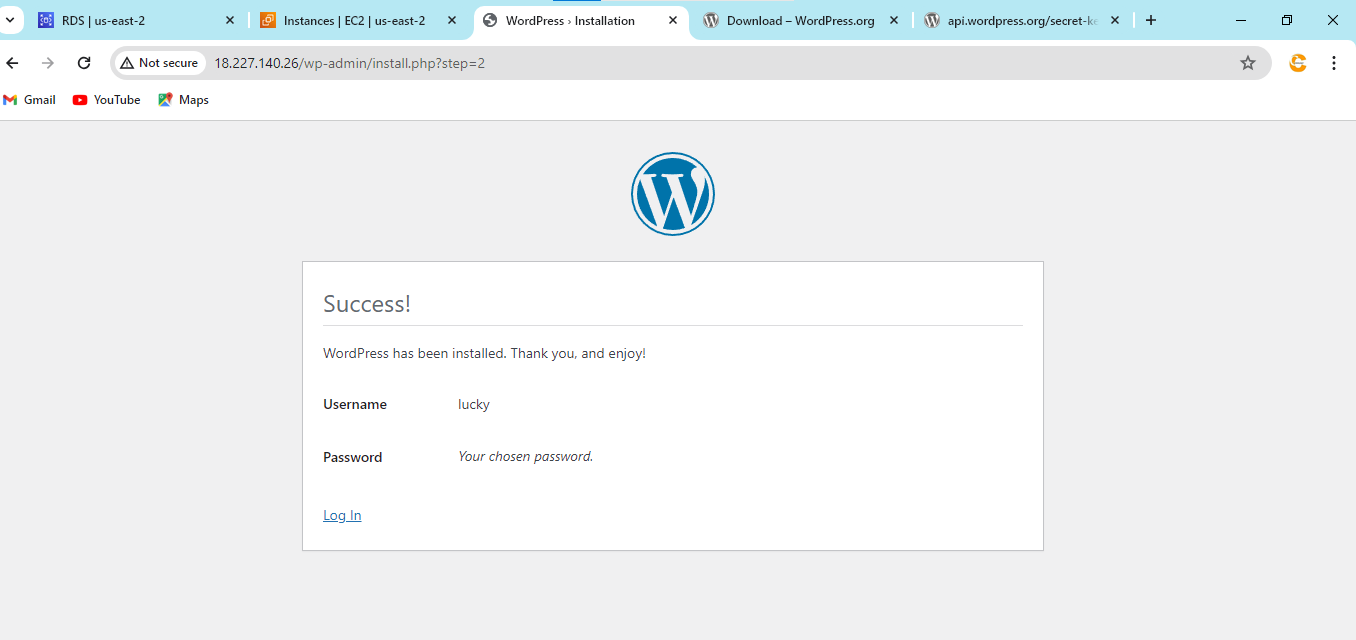 RDS | us-east-2
Instances | EC2 | us-east-2
WordPress › Installation
Download – WordPress.org
api.wordpress.org/secret-ke
Not secure
18.227.140.26/wp-admin/install.php?step=2
Gmail
YouTube
Maps
Success!
WordPress has been installed. Thank you, and enjoy!
Username lucky
Password Your chosen password.
Log In